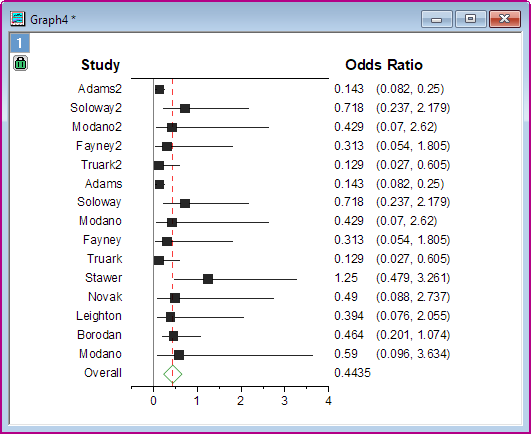 Graph4 *
1
Study Odds Ratio
Adams2 0.143 (0.082, 0.25)
Soloway2 0.718 (0.237, 2.179)
Modano2 0.429 (0.07, 2.62)
Fayney2 0.313 (0.054, 1.805)
Truark2 0.129 (0.027, 0.605)
Adams 0.143 (0.082, 0.25)
Soloway 0.718 (0.237, 2.179)
Modano 0.429 (0.07, 2.62)
Fayney 0.313 (0.054, 1.805)
Truark 0.129 (0.027, 0.605)
Stawer 1.25 (0.479, 3.261)
Novak 0.49 (0.088, 2.737)
Leighton 0.394 (0.076, 2.055)
Borodan 0.464 (0.201, 1.074)
Modano 0.59 (0.096, 3.634)
Overall 0.4435
0 1 2 3 4